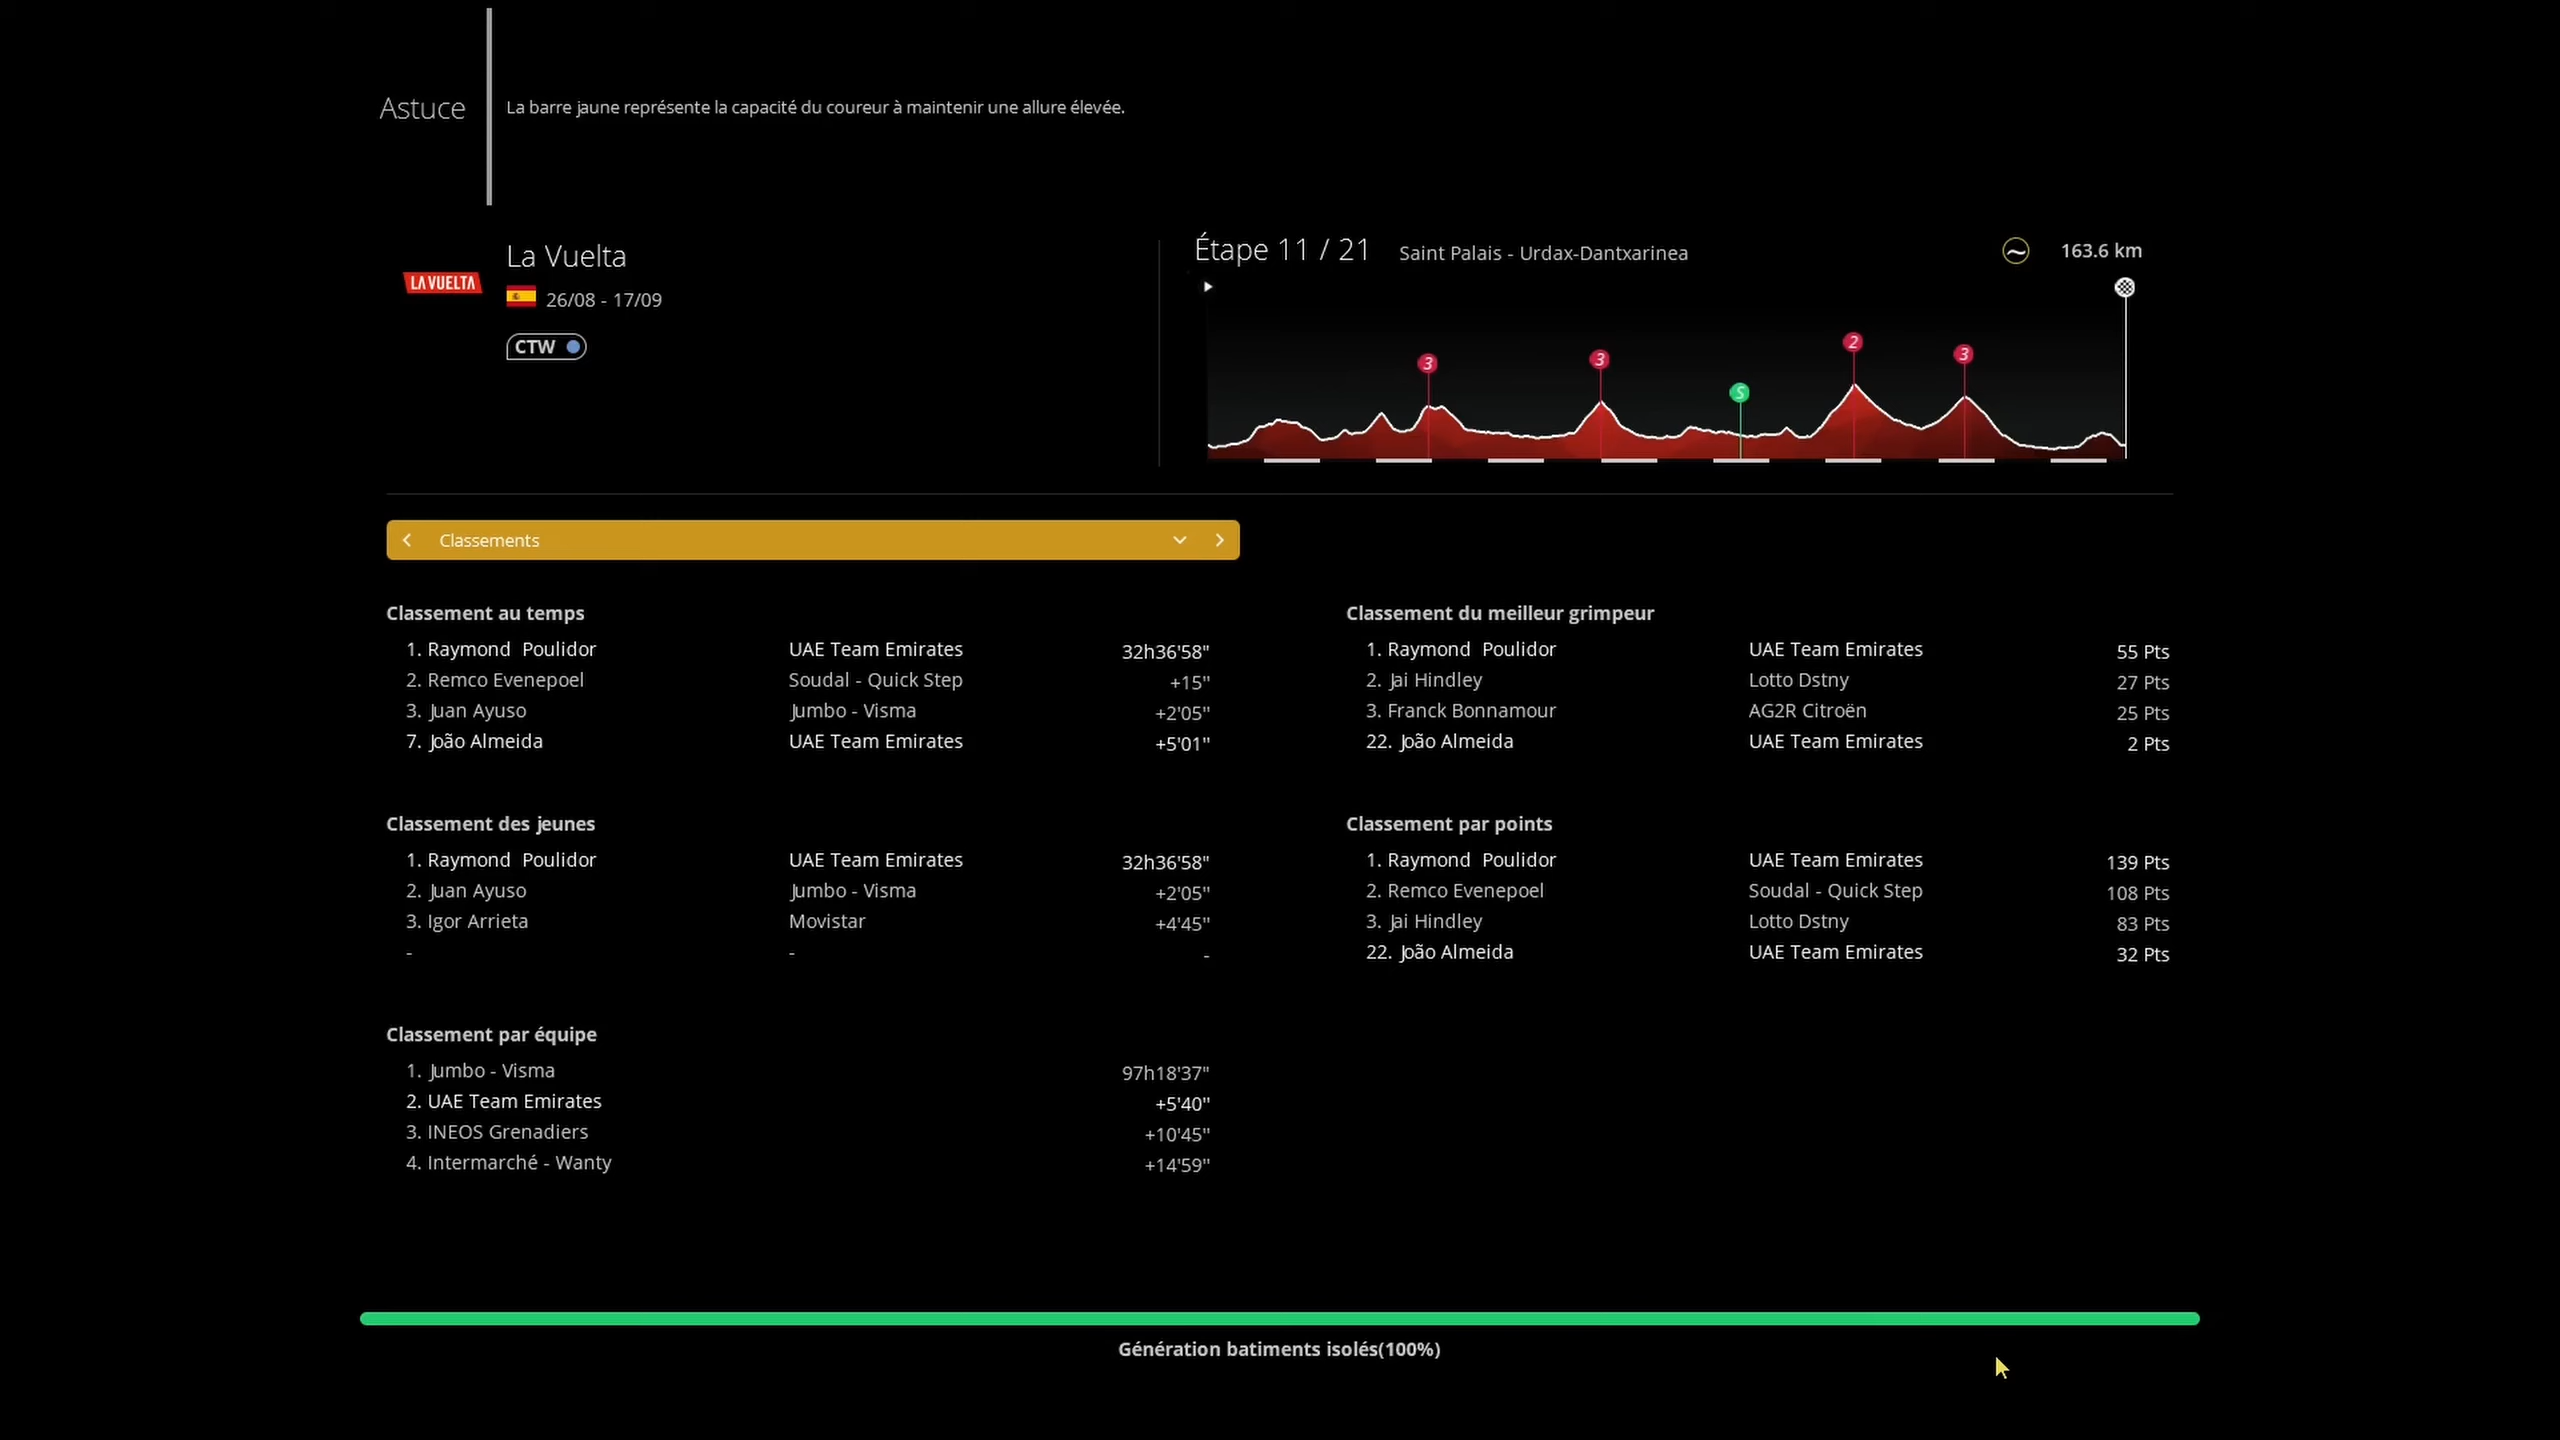 Astuce
La barre jaune représente la capacité du coureur à maintenir une allure élevée.
LA VUELTA
La Vuelta
26/08 - 17/09
CTW
Étape 11 / 21 Saint Palais - Urdax-Dantxarinea 163.6 km
3 3 S 2 3
Classements
Classement au temps
1. Raymond Poulidor UAE Team Emirates 32h36'58"
2. Remco Evenepoel Soudal - Quick Step +15"
3. Juan Ayuso Jumbo - Visma +2'05"
7. João Almeida UAE Team Emirates +5'01"
Classement du meilleur grimpeur
1. Raymond Poulidor UAE Team Emirates 55 Pts
2. Jai Hindley Lotto Dstny 27 Pts
3. Franck Bonnamour AG2R Citroën 25 Pts
22. João Almeida UAE Team Emirates 2 Pts
Classement des jeunes
1. Raymond Poulidor UAE Team Emirates 32h36'58"
2. Juan Ayuso Jumbo - Visma +2'05"
3. Igor Arrieta Movistar +4'45"
- - -
Classement par points
1. Raymond Poulidor UAE Team Emirates 139 Pts
2. Remco Evenepoel Soudal - Quick Step 108 Pts
3. Jai Hindley Lotto Dstny 83 Pts
22. João Almeida UAE Team Emirates 32 Pts
Classement par équipe
1. Jumbo - Visma 97h18'37"
2. UAE Team Emirates +5'40"
3. INEOS Grenadiers +10'45"
4. Intermarché - Wanty +14'59"
Génération batiments isolés(100%)